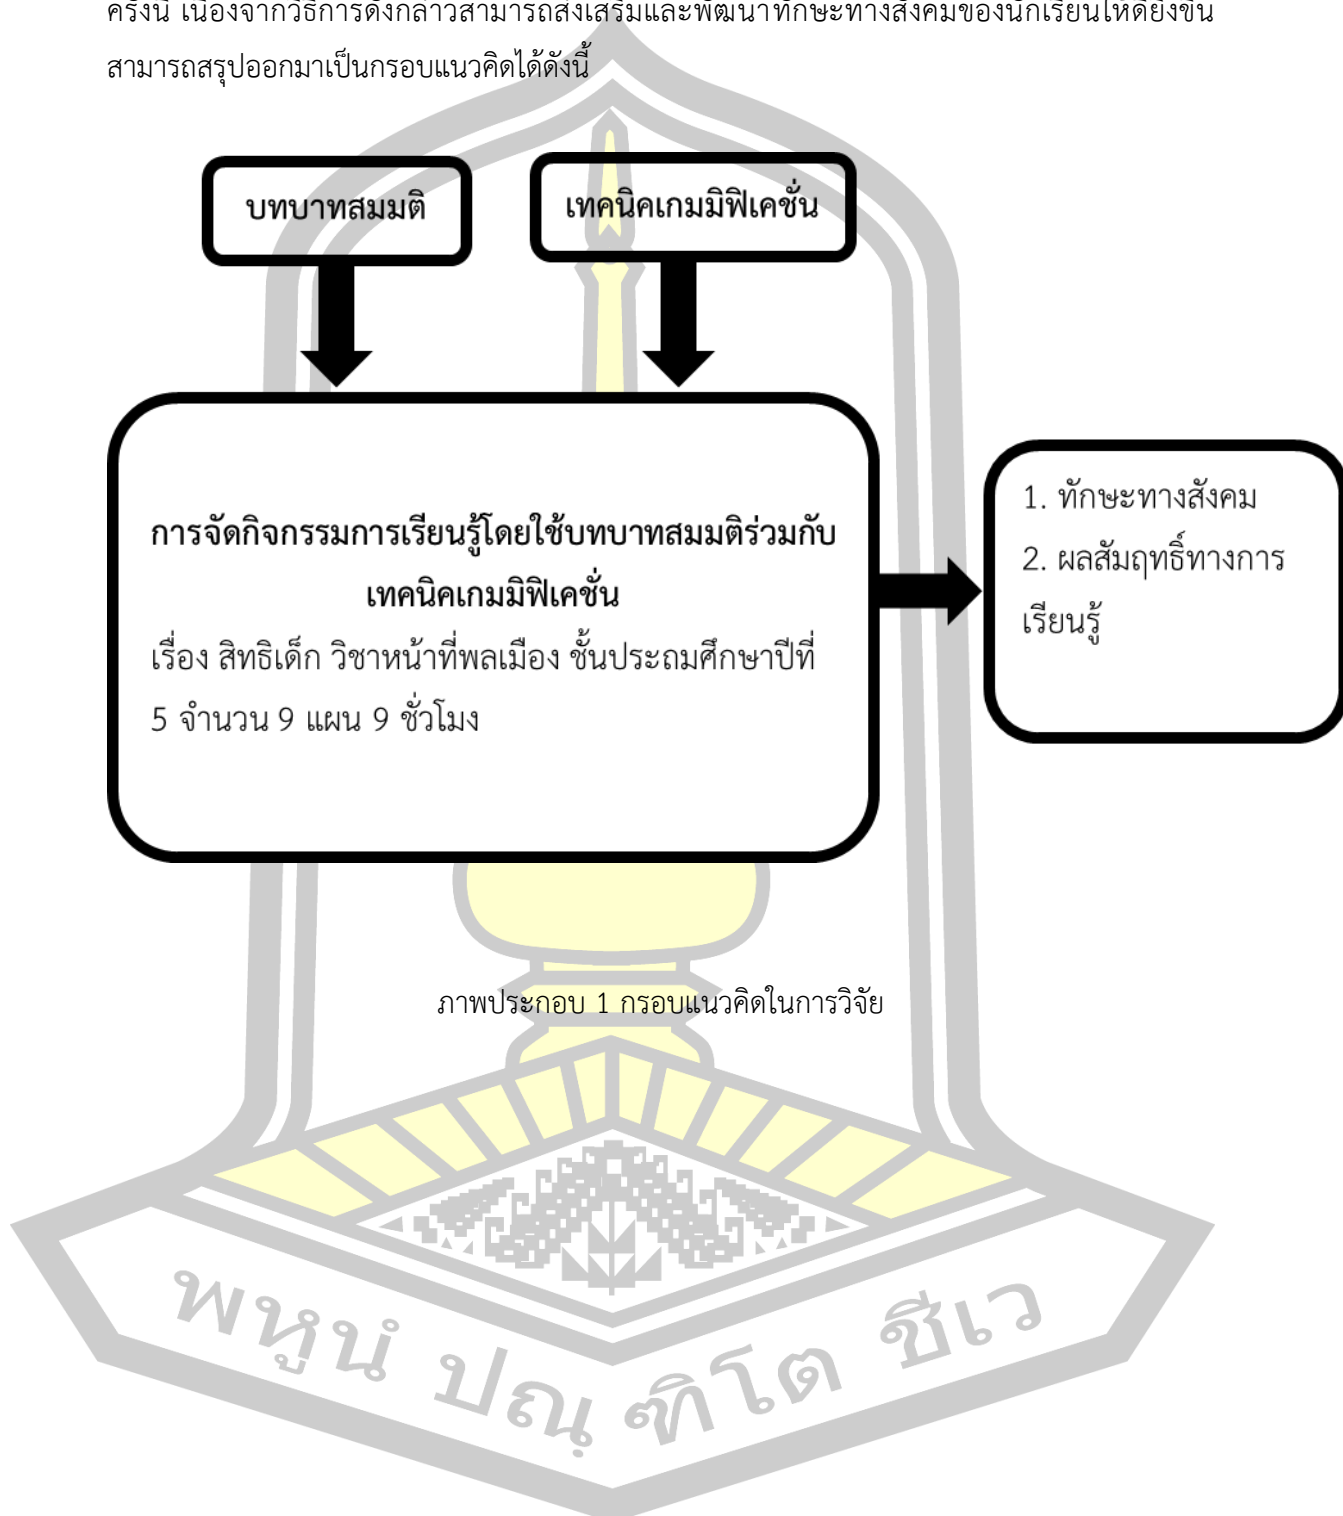 ครั้งนี้ เนื่องจากวิธีการดังกล่าวสามารถส่งเสริมและพัฒนาทักษะทางสังคมของนักเรียนให้ดียิ่งขึ้น
สามารถสรุปออกมาเป็นกรอบแนวคิดได้ดังนี้
บทบาทสมมติ
เทคนิคเกมมิฟิเคชั่น
การจัดกิจกรรมการเรียนรู้โดยใช้บทบาทสมมติร่วมกับ
เทคนิคเกมมิฟิเคชั่น
เรื่อง สิทธิเด็ก วิชาหน้าที่พลเมือง ชั้นประถมศึกษาปีที่
5 จำนวน 9 แผน 9 ชั่วโมง
1. ทักษะทางสังคม
2. ผลสัมฤทธิ์ทางการ
เรียนรู้
ภาพประกอบ 1 กรอบแนวคิดในการวิจัย
พหูนํ ปณฺฑิโต ชีเว